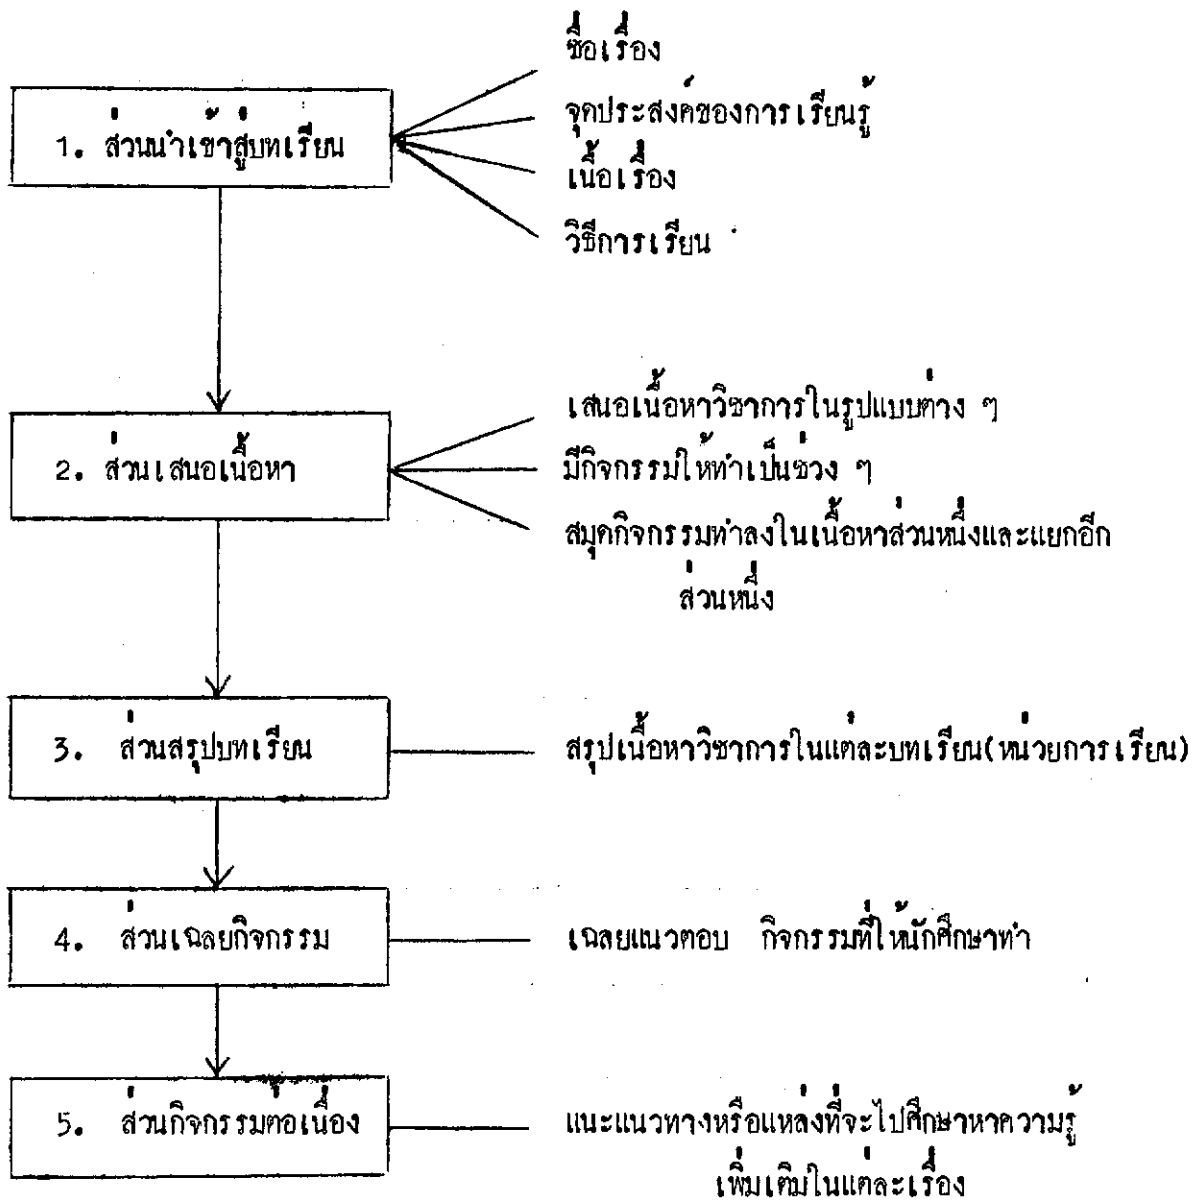 ชื่อเรื่อง
จุดประสงค์ของการเรียนรู้
1. ส่วนนำเข้าสู่บทเรียน
เนื้อเรื่อง
วิธีการเรียน
เสนอเนื้อหาวิชาการในรูปแบบต่าง ๆ
2. ส่วนเสนอเนื้อหา
มีกิจกรรมให้ทำเป็นช่วง ๆ
สมุดกิจกรรมทำลงในเนื้อหาส่วนหนึ่งและแยกอีก
ส่วนหนึ่ง
3. ส่วนสรุปบทเรียน
สรุปเนื้อหาวิชาการในแต่ละบทเรียน(หน่วยการเรียน)
4. ส่วนเฉลยกิจกรรม
เฉลยแนวตอบ กิจกรรมที่ให้นักศึกษาทำ
5. ส่วนกิจกรรมต่อเนื่อง
แนะแนวทางหรือแหล่งที่จะไปศึกษาหาความรู้
เพิ่มเติมในแต่ละเรื่อง